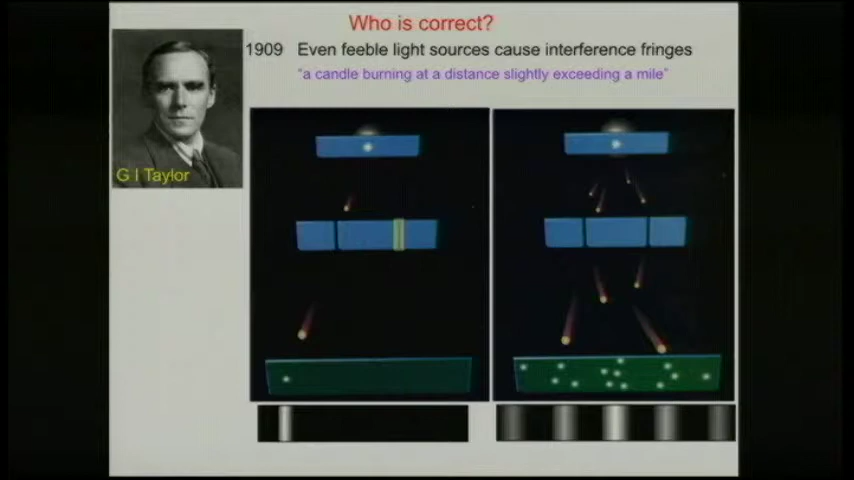 Who is correct?
1909 Even feeble light sources cause interference fringes
"a candle burning at a distance slightly exceeding a mile"
G I Taylor